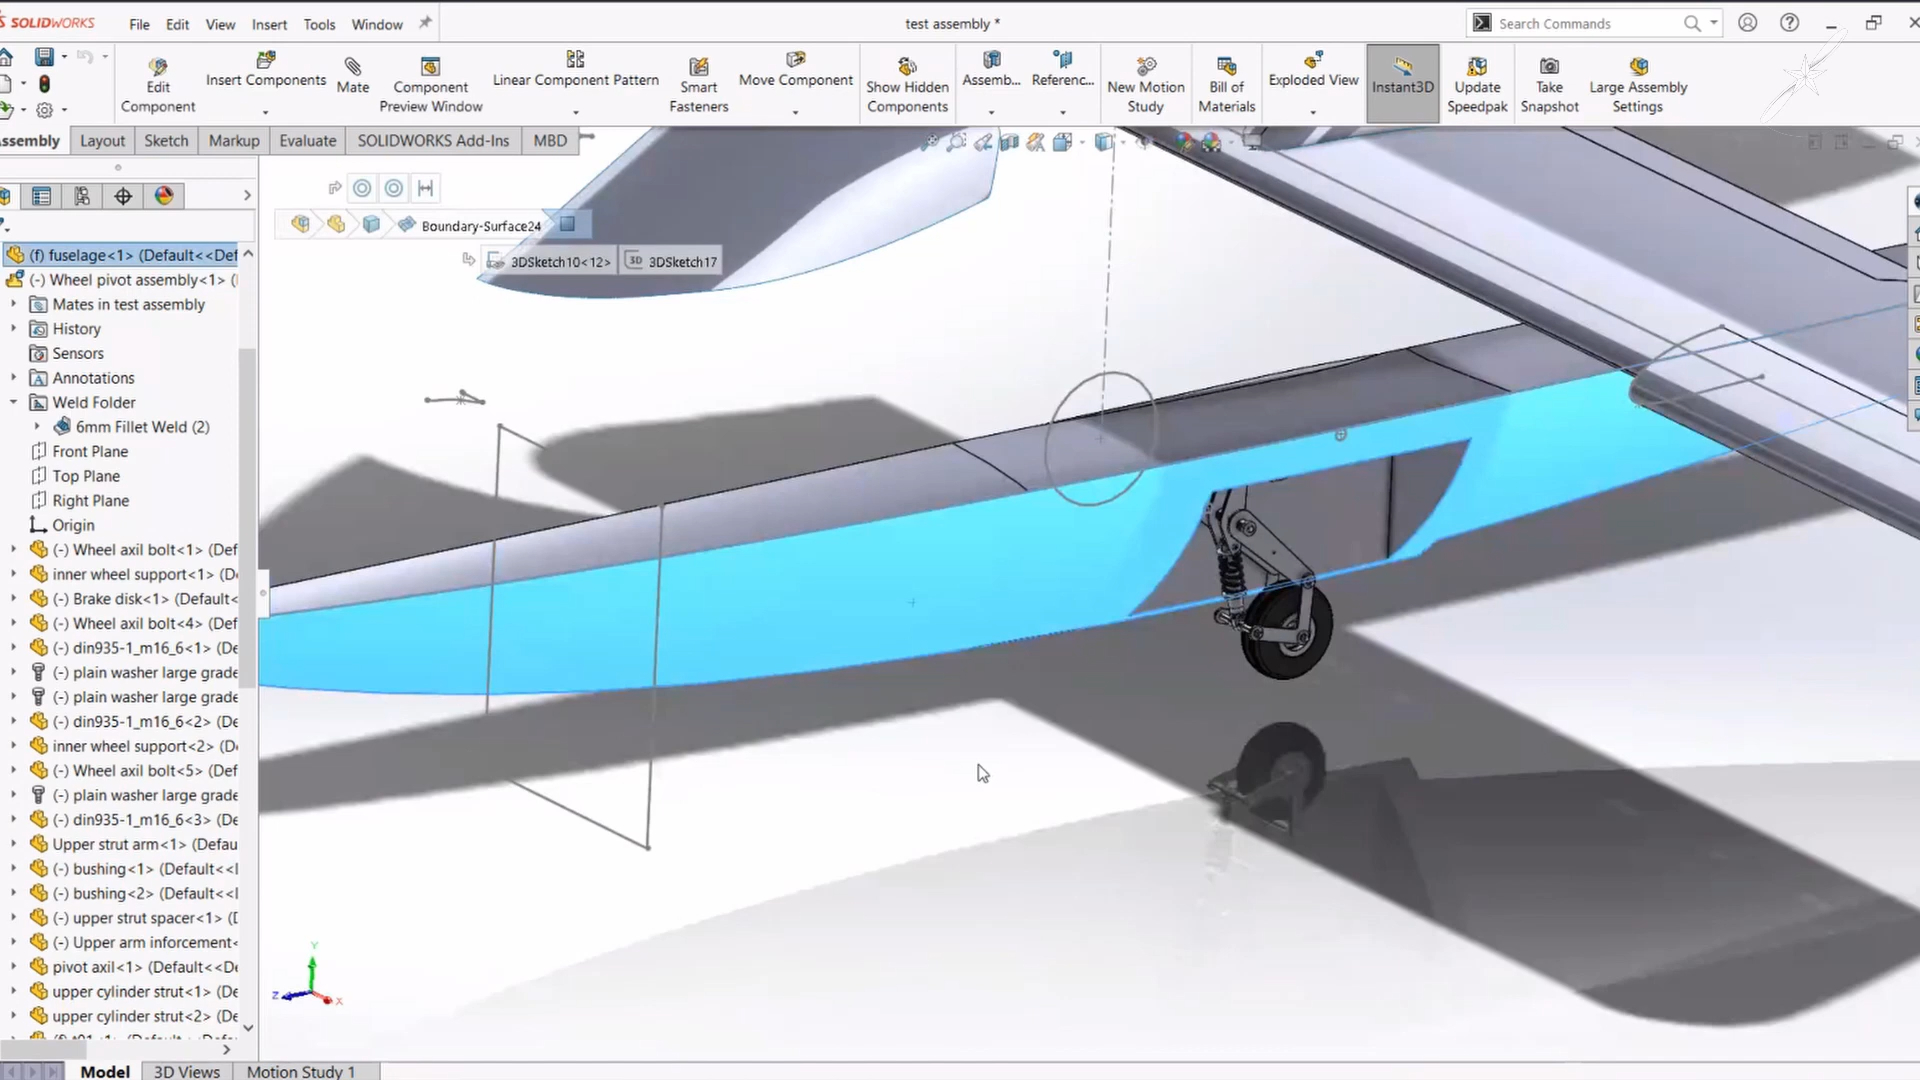 SOLIDWORKS
File Edit View Insert Tools Window
test assembly *
Search Commands
Edit Component
Insert Components
Mate
Component Preview Window
Linear Component Pattern
Smart Fasteners
Move Component
Show Hidden Components
Assemb...
Referenc...
New Motion Study
Bill of Materials
Exploded View
Instant3D
Update Speedpak
Take Snapshot
Large Assembly Settings
Assembly Layout Sketch Markup Evaluate SOLIDWORKS Add-Ins MBD
Boundary-Surface24
3DSketch10<12> 3D 3DSketch17
(f) fuselage<1> (Default<<Def
(-) Wheel pivot assembly<1> (
Mates in test assembly
History
Sensors
Annotations
Weld Folder
6mm Fillet Weld (2)
Front Plane
Top Plane
Right Plane
Origin
(-) Wheel axil bolt<1> (Def
inner wheel support<1> (D
(-) Brake disk<1> (Default<
(-) Wheel axil bolt<4> (Def
(-) din935-1_m16_6<1> (De
(-) plain washer large grade
(-) plain washer large grade
(-) din935-1_m16_6<2> (De
inner wheel support<2> (D
(-) Wheel axil bolt<5> (Def
(-) plain washer large grade
(-) din935-1_m16_6<3> (De
Upper strut arm<1> (Defau
(-) bushing<1> (Default<<
(-) bushing<2> (Default<<
(-) upper strut spacer<1> (
(-) Upper arm inforcement<
pivot axil<1> (Default<<De
upper cylinder strut<1> (De
upper cylinder strut<2> (De
Y
Z X
Model 3D Views Motion Study 1